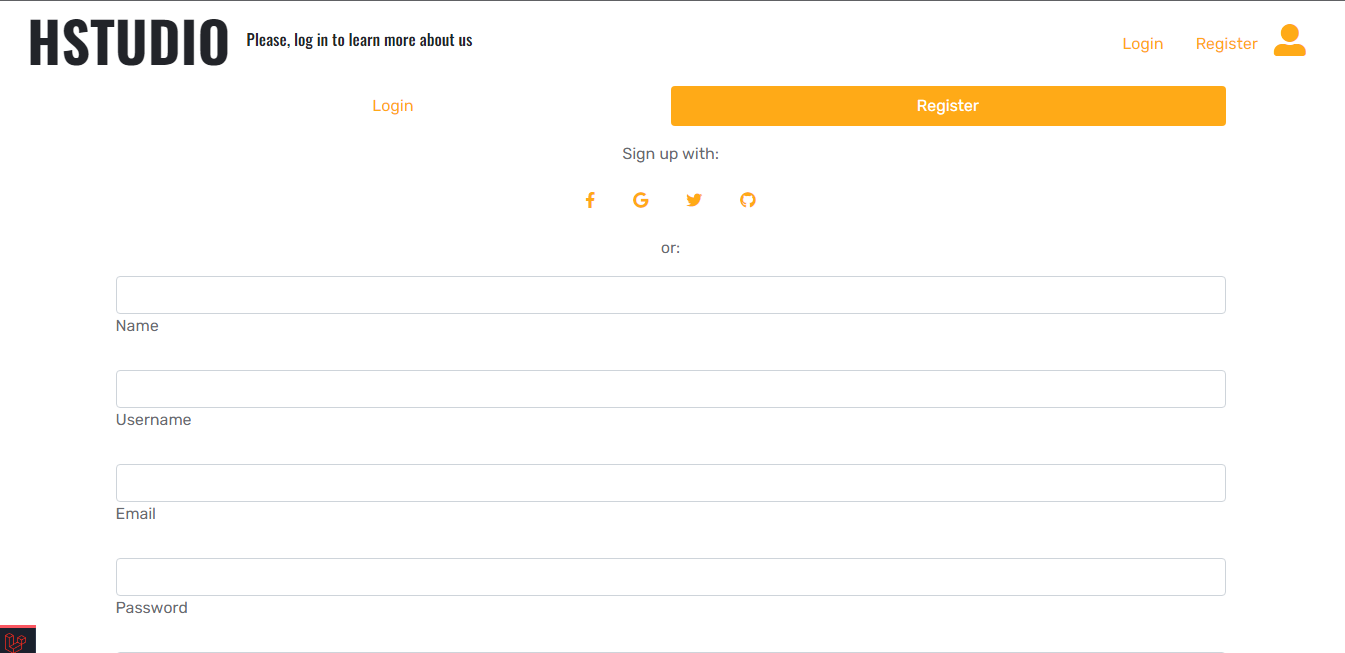 HSTUDIO Please, log in to learn more about us Login Register
Login Register
Sign up with:
or:
Name
Username
Email
Password